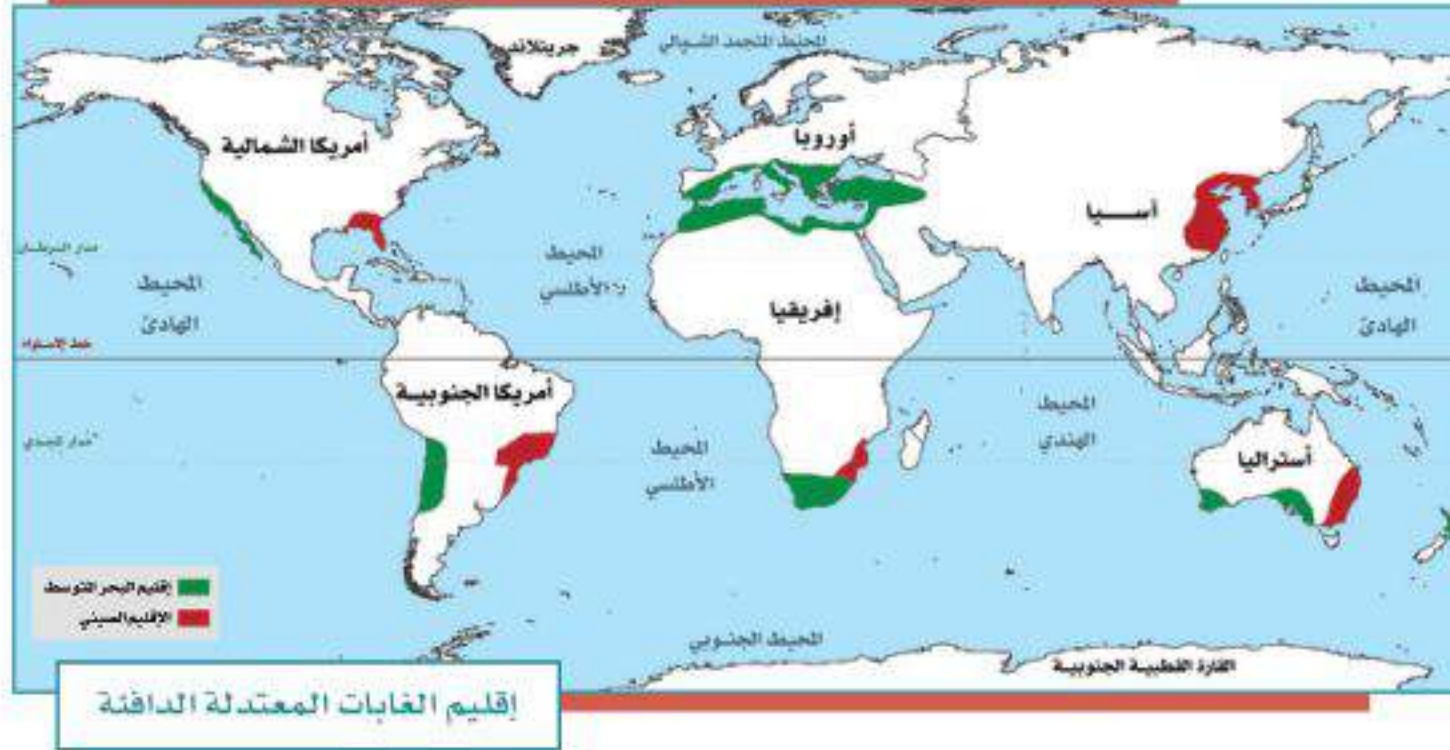 جرينلاند
المحيط المتجمد الشمالي
أمريكا الشمالية
أوروبا
آسيا
مدار السرطان
المحيط
الهادئ
المحيط
الأطلسي
إفريقيا
المحيط
الهادئ
خط الاستواء
أمريكا الجنوبية
المحيط
الهندي
مدار الجدي
المحيط
الأطلسي
أستراليا
إقليم البحر المتوسط
الإقليم الصيني
المحيط الجنوبي
القارة القطبية الجنوبية
إقليم الغابات المعتدلة الدافئة